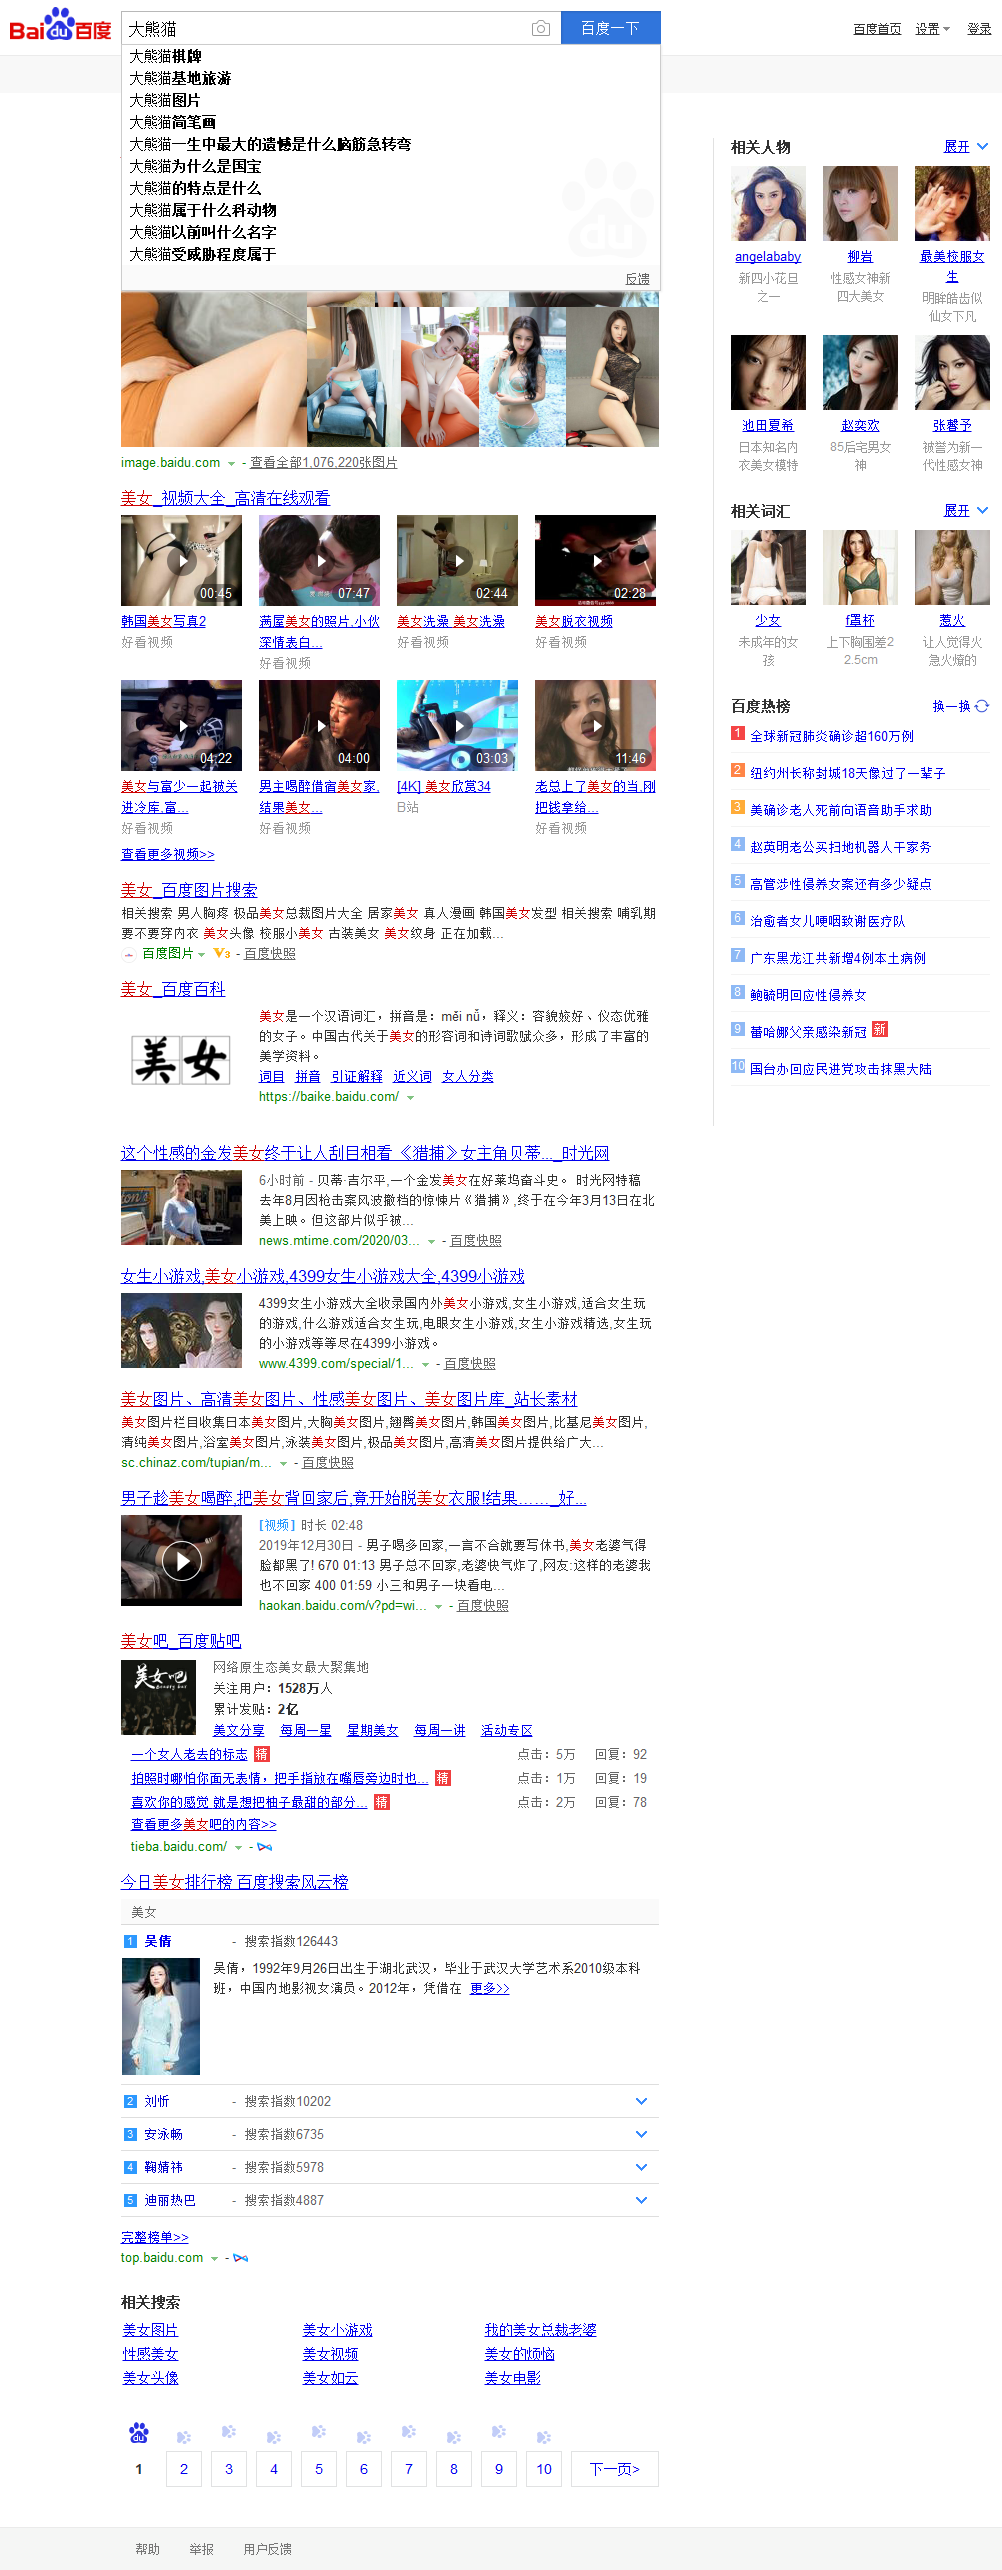 Bai du 百度
大熊猫
百度一下
百度首页 设置 登录
大熊猫棋牌
大熊猫基地旅游
大熊猫图片
大熊猫简笔画
大熊猫一生中最大的遗憾是什么脑筋急转弯
大熊猫为什么是国宝
大熊猫的特点是什么
大熊猫属于什么科动物
大熊猫以前叫什么名字
大熊猫受威胁程度属于
反馈
image.baidu.com - 查看全部1,076,220张图片
美女_视频大全_高清在线观看
00:45 07:47 02:44 02:28
韩国美女写真2
好看视频
满屋美女的照片,小伙
深情表白...
好看视频
美女洗澡 美女洗澡
好看视频
美女脱衣视频
好看视频
04:22 04:00 03:03 11:46
美女与富少一起被关
进冷库,富...
好看视频
男主喝醉借宿美女家,
结果美女...
好看视频
[4K] 美女欣赏34
B站
老总上了美女的当,刚
把钱拿给...
好看视频
查看更多视频>>
美女_百度图片搜索
相关搜索 男人胸疼 极品美女总裁图片大全 居家美女 真人漫画 韩国美女发型 相关搜索 哺乳期
要不要穿内衣 美女头像 校服小美女 古装美女 美女纹身 正在加载...
百度图片 V3 - 百度快照
美女_百度百科
美女
美女是一个汉语词汇，拼音是：měi nǚ，释义：容貌姣好、仪态优雅
的女子。中国古代关于美女的形容词和诗词歌赋众多，形成了丰富的
美学资料。
词目 拼音 引证解释 近义词 女人分类
https://baike.baidu.com/
这个性感的金发美女终于让人刮目相看《猎捕》女主角贝蒂..._时光网
6小时前 - 贝蒂·吉尔平,一个金发美女在好莱坞奋斗史。 时光网特稿
去年8月因枪击案风波撤档的惊悚片《猎捕》,终于在今年3月13日在北
美上映。但这部片似乎被...
news.mtime.com/2020/03... - 百度快照
女生小游戏,美女小游戏,4399女生小游戏大全,4399小游戏
4399女生小游戏大全收录国内外美女小游戏,女生小游戏,适合女生玩
的游戏,什么游戏适合女生玩,电眼女生小游戏,女生小游戏精选,女生玩
的小游戏等等尽在4399小游戏。
www.4399.com/special/1... - 百度快照
美女图片、高清美女图片、性感美女图片、美女图片库_站长素材
美女图片栏目收集日本美女图片,大胸美女图片,翘臀美女图片,韩国美女图片,比基尼美女图片,
清纯美女图片,浴室美女图片,泳装美女图片,极品美女图片,高清美女图片提供给广大...
sc.chinaz.com/tupian/m... - 百度快照
男子趁美女喝醉,把美女背回家后,竟开始脱美女衣服!结果……_好...
[视频] 时长 02:48
2019年12月30日 - 男子喝多回家,一言不合就要写休书,美女老婆气得
脸都黑了! 670 01:13 男子总不回家,老婆快气炸了,网友:这样的老婆我
也不回家 400 01:59 小三和男子一块看电...
haokan.baidu.com/v?pd=wi... - 百度快照
美女吧_百度贴吧
美女吧
网络原生态美女最大聚集地
关注用户：1528万人
累计发贴：2亿
美文分享 每周一星 星期美女 每周一讲 活动专区
一个女人老去的标志 精 点击：5万 回复：92
拍照时哪怕你面无表情，把手指放在嘴唇旁边时也... 精 点击：1万 回复：19
喜欢你的感觉 就是想把柚子最甜的部分... 精 点击：2万 回复：78
查看更多美女吧的内容>>
tieba.baidu.com/ -
今日美女排行榜 百度搜索风云榜
美女
1 吴倩 - 搜索指数126443
吴倩，1992年9月26日出生于湖北武汉，毕业于武汉大学艺术系2010级本科
班，中国内地影视女演员。2012年，凭借在 更多>>
2 刘忻 - 搜索指数10202
3 安泳畅 - 搜索指数6735
4 鞠婧祎 - 搜索指数5978
5 迪丽热巴 - 搜索指数4887
完整榜单>>
top.baidu.com -
相关搜索
美女图片 美女小游戏 我的美女总裁老婆
性感美女 美女视频 美女的烦恼
美女头像 美女如云 美女电影
1 2 3 4 5 6 7 8 9 10 下一页>
帮助 举报 用户反馈
相关人物 展开
angelababy
新四小花旦
之一
柳岩
性感女神新
四大美女
最美校服女
生
明眸皓齿似
仙女下凡
池田夏希
日本知名内
衣美女模特
赵奕欢
85后宅男女
神
张馨予
被誉为新一
代性感女神
相关词汇 展开
少女
未成年的女
孩
f罩杯
上下胸围差2
2.5cm
惹火
让人觉得火
急火燎的
百度热榜 换一换
1 全球新冠肺炎确诊超160万例
2 纽约州长称封城18天像过了一辈子
3 美确诊老人死前向语音助手求助
4 赵英明老公买扫地机器人干家务
5 高管涉性侵养女案还有多少疑点
6 治愈者女儿哽咽致谢医疗队
7 广东黑龙江共新增4例本土病例
8 鲍毓明回应性侵养女
9 蕾哈娜父亲感染新冠 新
10 国台办回应民进党攻击抹黑大陆